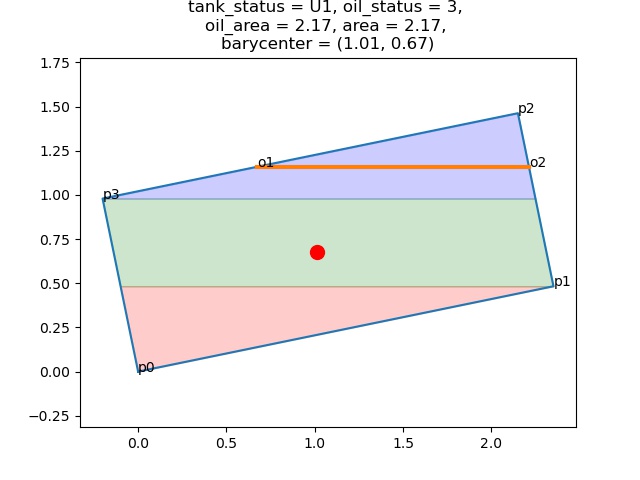 tank_status = U1, oil_status = 3,
oil_area = 2.17, area = 2.17,
barycenter = (1.01, 0.67)
1.75
1.50
1.25
1.00
0.75
0.50
0.25
0.00
−0.25
p2
o1
o2
p3
p1
p0
0.0
0.5
1.0
1.5
2.0